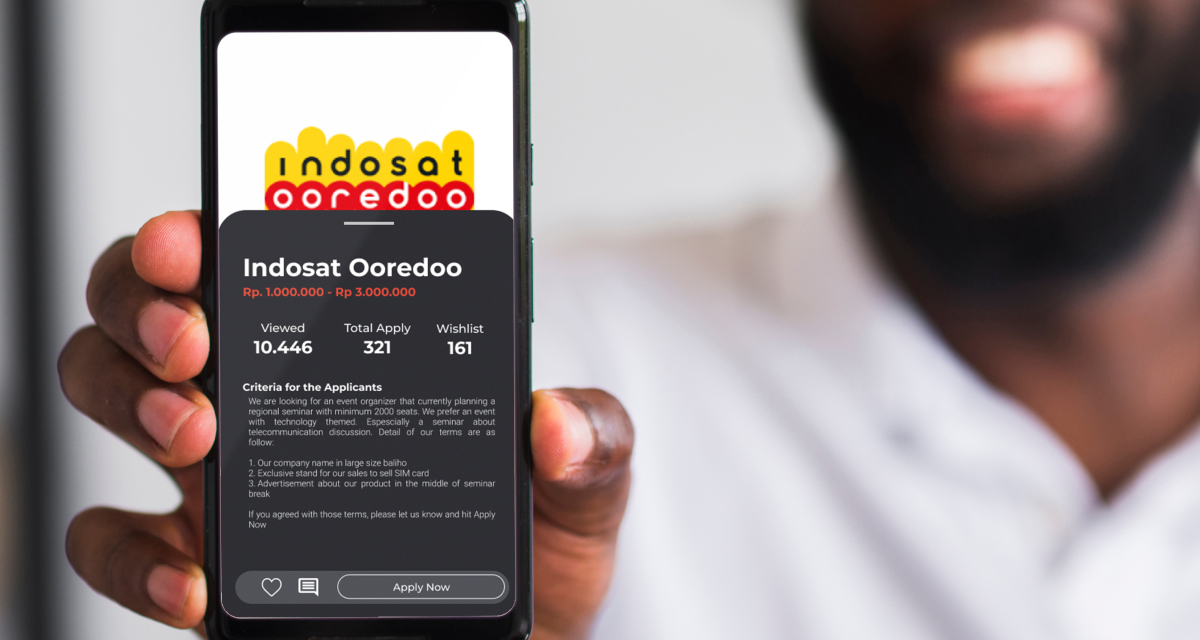 indosat
ooredoo
Indosat Ooredoo
Rp. 1.000.000 - Rp 3.000.000
Viewed Total Apply Wishlist
10.446 321 161
Criteria for the Applicants
We are looking for an event organizer that currently planning a
regional seminar with minimum 2000 seats. We prefer an event
with technology themed. Espescially a seminar about
telecommunication discussion. Detail of our terms are as
follow:
1. Our company name in large size baliho
2. Exclusive stand for our sales to sell SIM card
3. Advertisement about our product in the middle of seminar
break
If you agreed with those terms, please let us know and hit Apply
Now
Apply Now